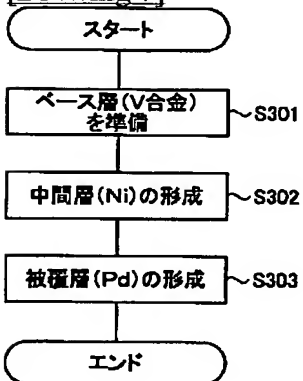 スタート
ベース層(V合金)
を準備
S301
中間層(Ni)の形成
S302
被覆層(Pd)の形成
S303
エンド